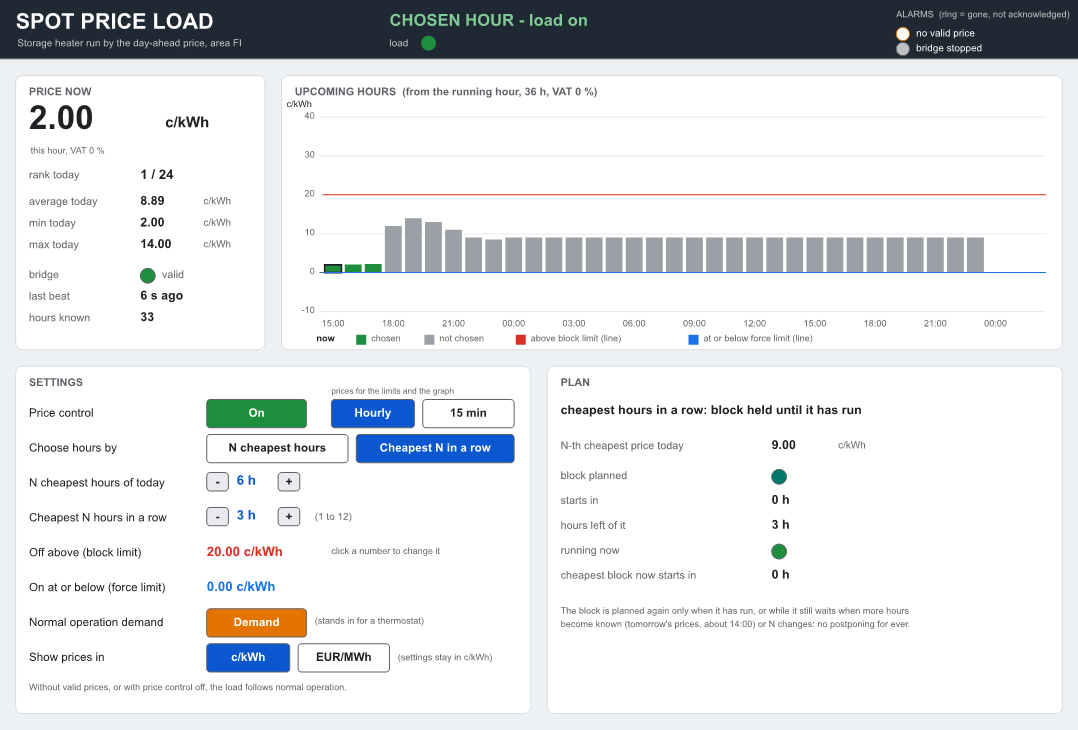 SPOT PRICE LOAD
Storage heater run by the day-ahead price, area FI
CHOSEN HOUR - load on
load
ALARMS (ring = gone, not acknowledged)
no valid price
bridge stopped
PRICE NOW
2.00 c/kWh
this hour, VAT 0 %
rank today 1 / 24
average today 8.89 c/kWh
min today 2.00 c/kWh
max today 14.00 c/kWh
bridge valid
last beat 6 s ago
hours known 33
UPCOMING HOURS (from the running hour, 36 h, VAT 0 %)
c/kWh
40
30
20
10
0
-10
15:00 18:00 21:00 00:00 03:00 06:00 09:00 12:00 15:00 18:00 21:00 00:00
now chosen not chosen above block limit (line) at or below force limit (line)
SETTINGS
prices for the limits and the graph
Price control On Hourly 15 min
Choose hours by N cheapest hours Cheapest N in a row
N cheapest hours of today - 6 h +
Cheapest N hours in a row - 3 h + (1 to 12)
Off above (block limit) 20.00 c/kWh click a number to change it
On at or below (force limit) 0.00 c/kWh
Normal operation demand Demand (stands in for a thermostat)
Show prices in c/kWh EUR/MWh (settings stay in c/kWh)
Without valid prices, or with price control off, the load follows normal operation.
PLAN
cheapest hours in a row: block held until it has run
N-th cheapest price today 9.00 c/kWh
block planned
starts in 0 h
hours left of it 3 h
running now
cheapest block now starts in 0 h
The block is planned again only when it has run, or while it still waits when more hours
become known (tomorrow's prices, about 14:00) or N changes: no postponing for ever.